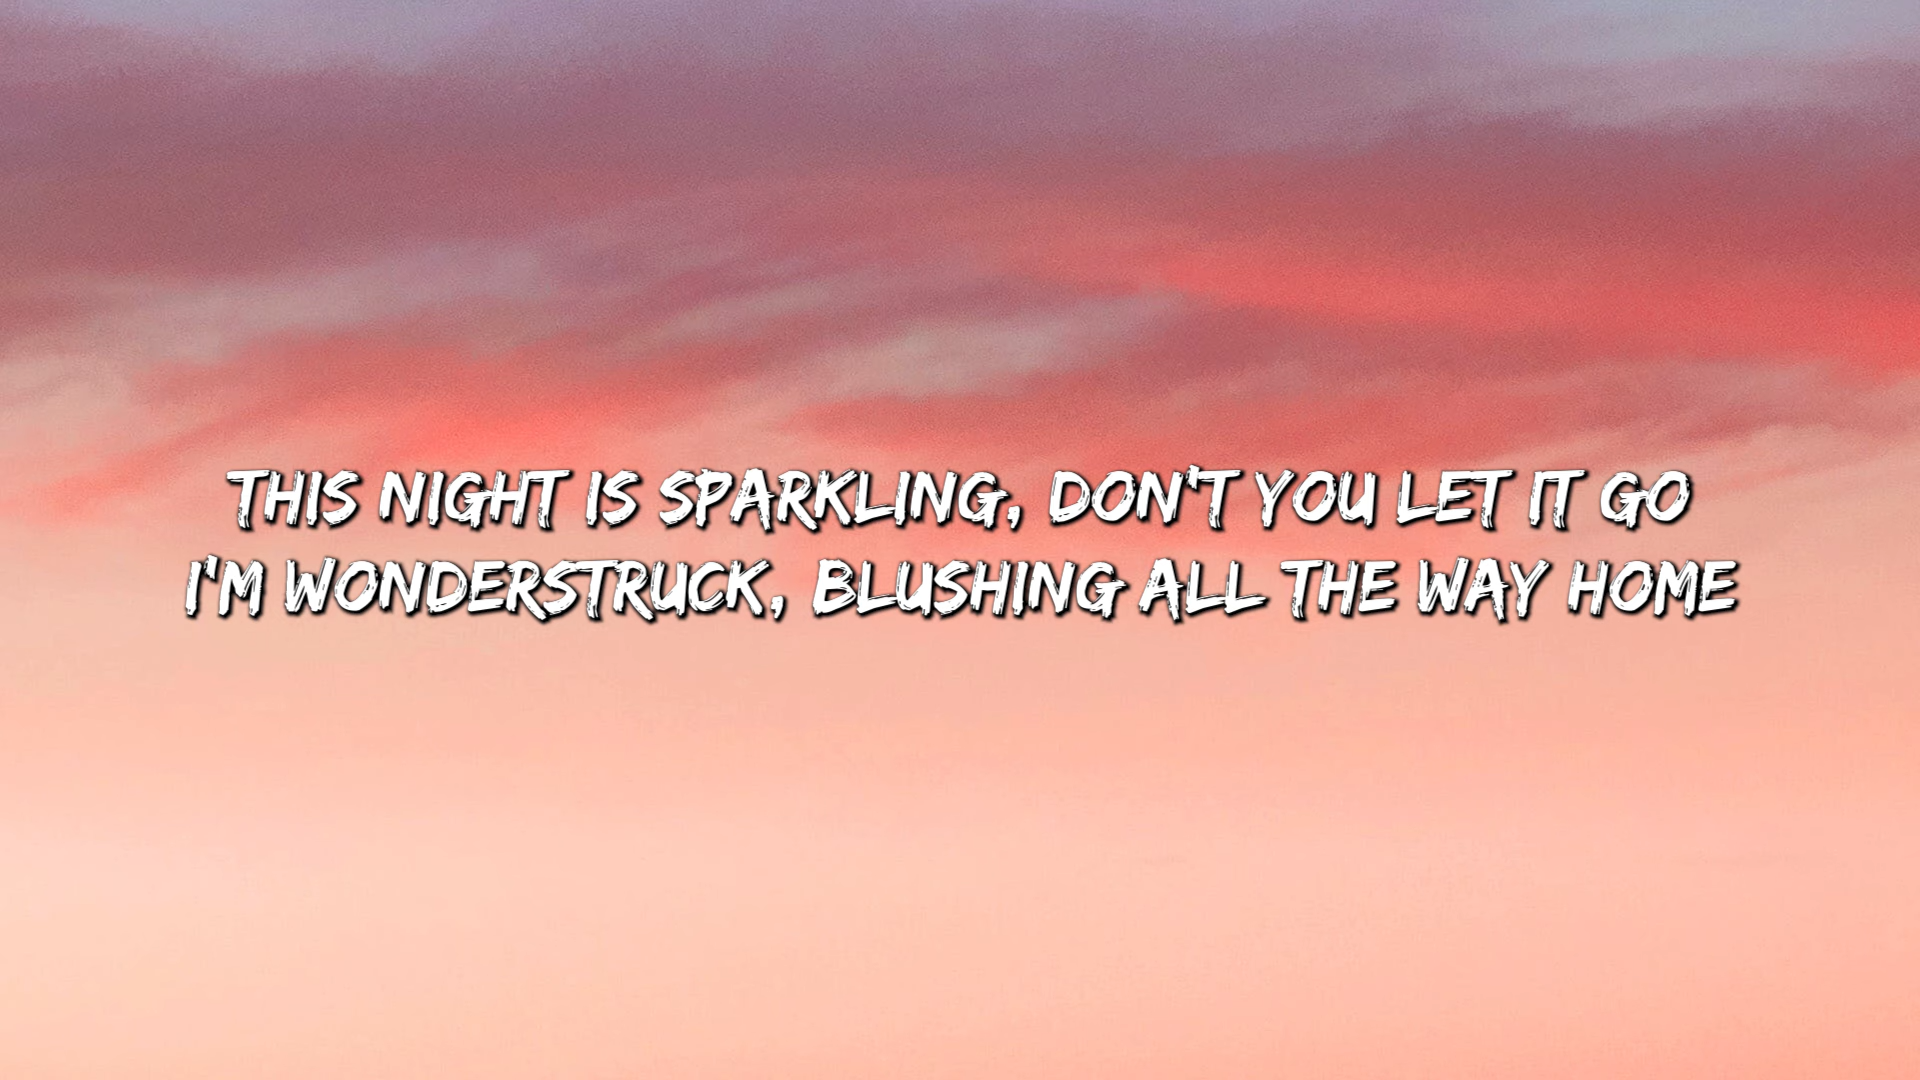 THIS NIGHT IS SPARKLING, DON'T YOU LET IT GO
I'M WONDERSTRUCK, BLUSHING ALL THE WAY HOME